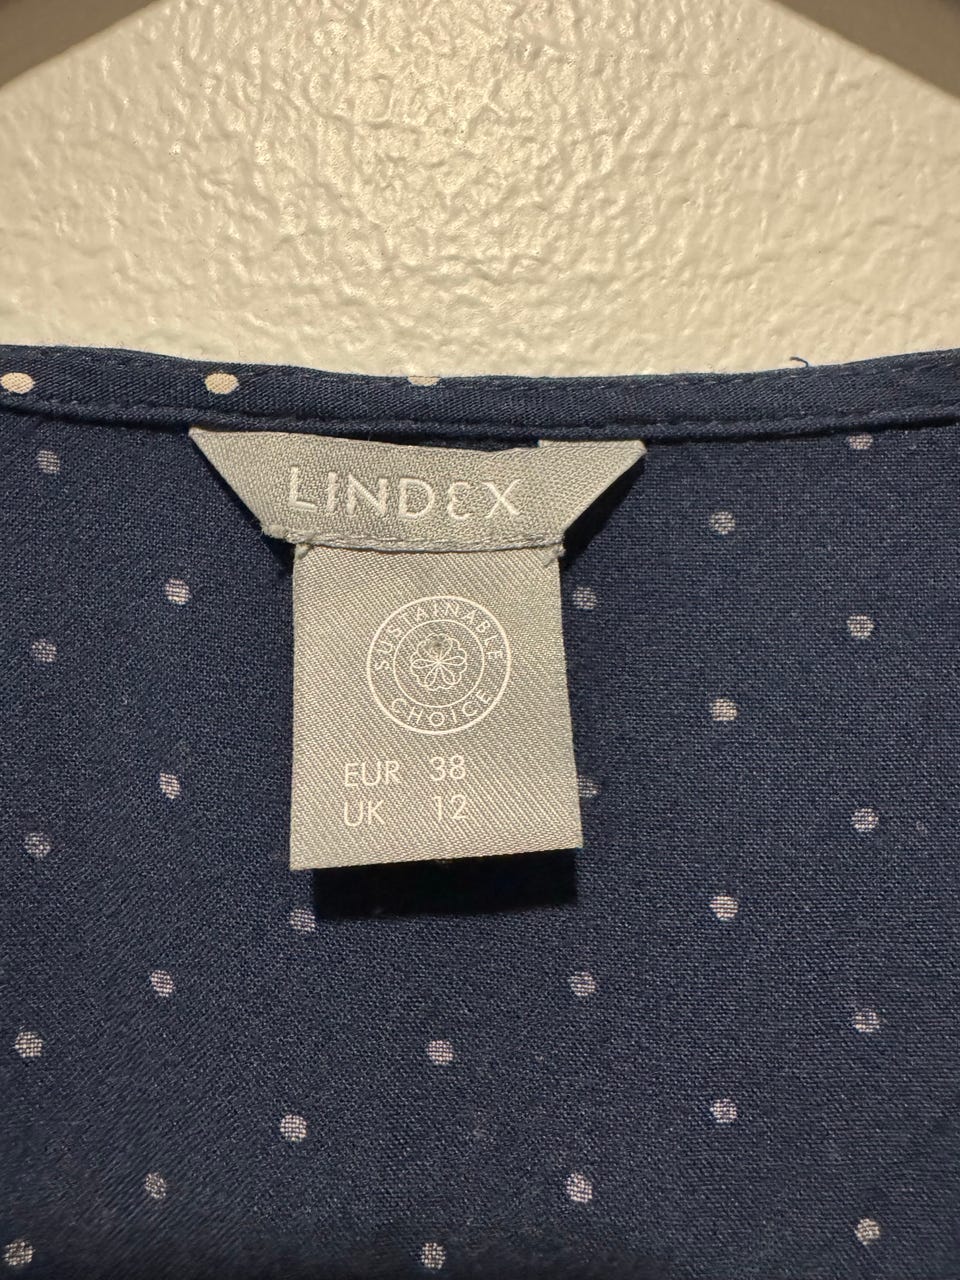 LINDEX
SUSTAINABLE
CHOICE
EUR 38
UK 12